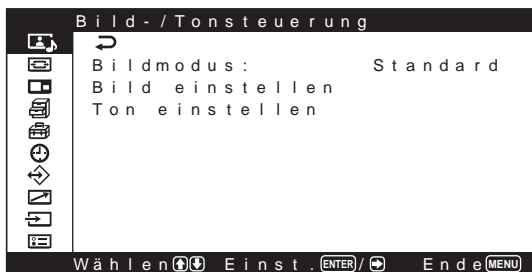 Bild-/Tonsteuerung
Bildmodus: Standard
Bild einstellen
Ton einstellen
Wählen Einst. ENTER / Ende MENU